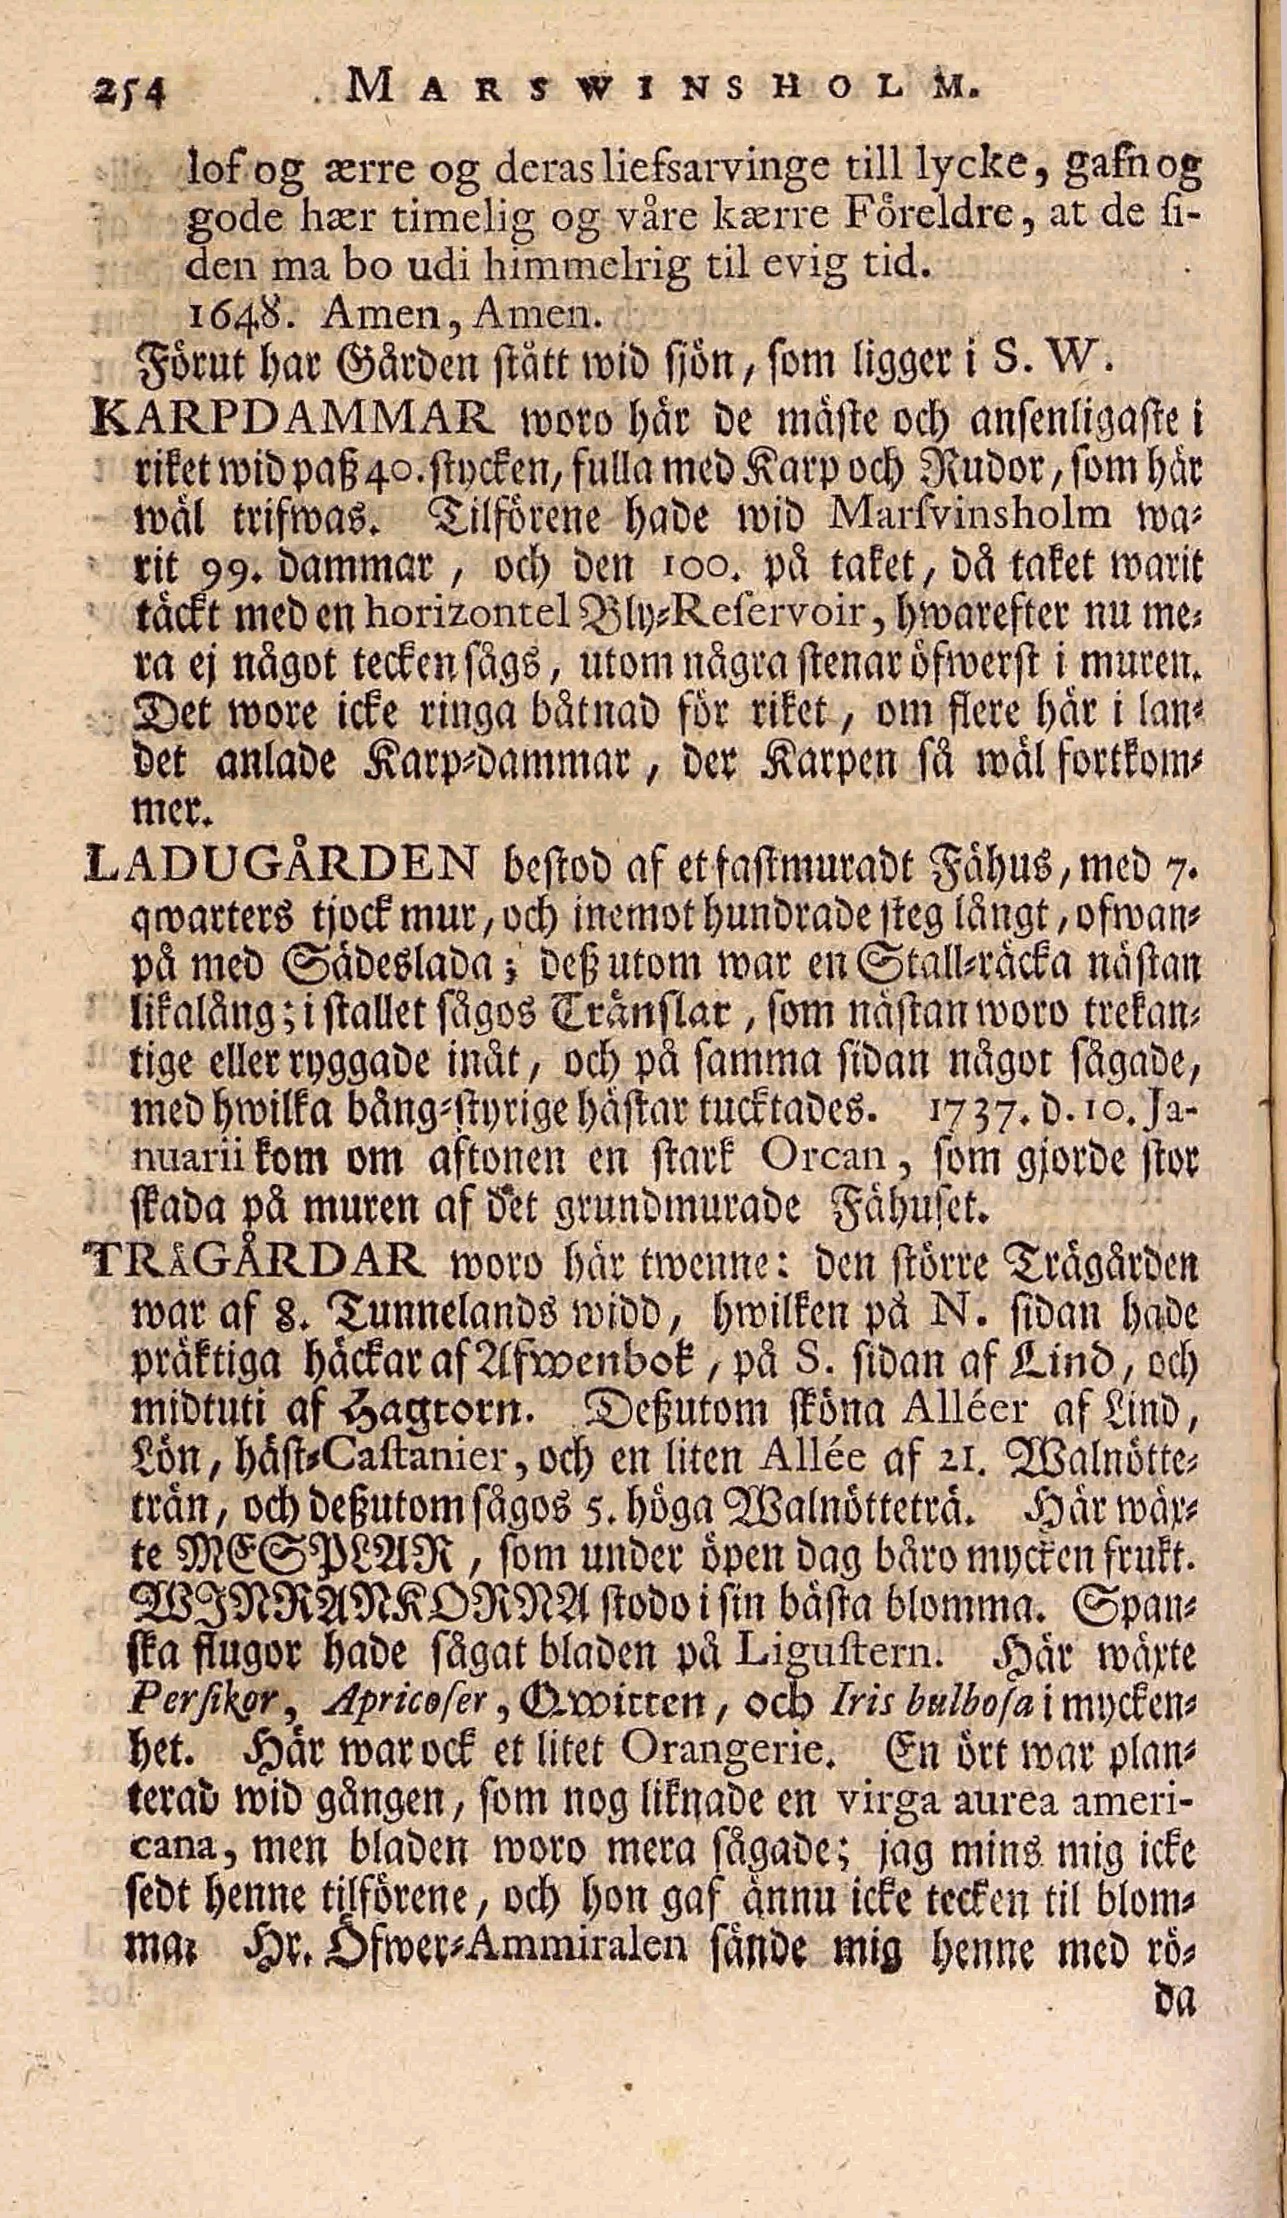 254 MARSWINSHOLM.
lof og ærre og deras liefsarvinge till lycke, gafn og
gode hær timelig og våre kærre Föreldre, at de si-
den ma bo udi himmelrig til evig tid.
1648. Amen, Amen.
Förut har Gården stått wid sjön, som ligger i S. W.
KARPDAMMAR woro här de mäste och ansenligaste i
riket wid paß 40. stycken, fulla med Karp och Rudor, som här
wäl trifwas. Tilförene hade wid Marsvinsholm wa-
rit 99. dammar, och den 100. på taket, då taket warit
täckt med en horizontel Bly-Reservoir, hwarefter nu me-
ra ej något tecken sågs, utom några stenar öfwerst i muren.
Det wore icke ringa båtnad för riket, om flere här i lan-
det anlade Karp-dammar, der Karpen så wäl fortkom-
mer.
LADUGÅRDEN bestod af et fastmuradt Fähus, med 7.
qwarters tjock mur, och inemot hundrade steg långt, ofwan-
på med Sädeslada; deß utom war en Stall-räcka nästan
lika lång; i stallet sågos Tränslar, som nästan woro trekan-
tige eller ryggade inåt, och på samma sidan något sågade,
med hwilka bång-styrige hästar tucktades. 1737. d. 10. Ja-
nuarii kom om aftonen en stark Orcan, som gjorde stor
skada på muren af det grundmurade Fähuset.
TRÄGÅRDAR woro här twenne: den större Trägården
war af 8. Tunnelands widd, hwilken på N. sidan hade
präktiga häckar af Afwenbok, på S. sidan af Lind, och
midtuti af Hagtorn. Deßutom sköna Alléer af Lind,
Lön, häst-Castanier, och en liten Allée af 21. Walnötte-
trän, och deßutom sågos 5. höga Walnötteträ. Här wäx-
te MESPLAR, som under öpen dag båro mycken frukt.
WINRANKORNA stodo i sin bästa blomma. Span-
ska flugor hade sågat bladen på Ligustern. Här wäxte
Persikor, Apricoser, Qwitten, och Iris bulbosa i mycken-
het. Här war ock et litet Orangerie. En ört war plan-
terad wid gången, som nog liknade en virga aurea ameri-
cana, men bladen woro mera sågade; jag mins mig icke
sedt henne tilförene, och hon gaf ännu icke tecken til blom-
ma: Hr. Öfwer-Ammiralen sände mig henne med rö-
da